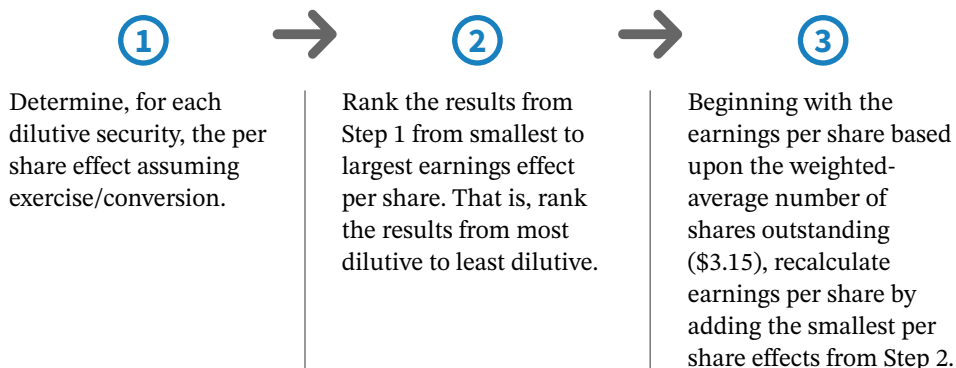 1
Determine, for each
dilutive security, the per
share effect assuming
exercise/conversion.
2
Rank the results from
Step 1 from smallest to
largest earnings effect
per share. That is, rank
the results from most
dilutive to least dilutive.
3
Beginning with the
earnings per share based
upon the weighted-
average number of
shares outstanding
($3.15), recalculate
earnings per share by
adding the smallest per
share effects from Step 2.